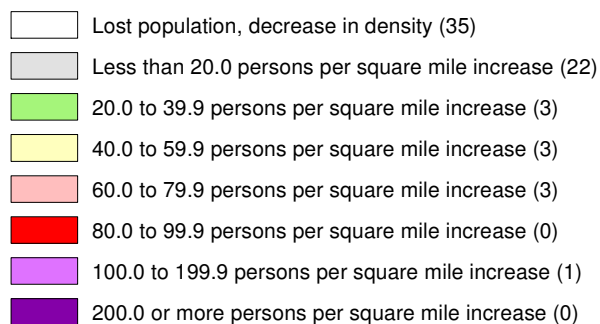 Lost population, decrease in density (35)
Less than 20.0 persons per square mile increase (22)
20.0 to 39.9 persons per square mile increase (3)
40.0 to 59.9 persons per square mile increase (3)
60.0 to 79.9 persons per square mile increase (3)
80.0 to 99.9 persons per square mile increase (0)
100.0 to 199.9 persons per square mile increase (1)
200.0 or more persons per square mile increase (0)